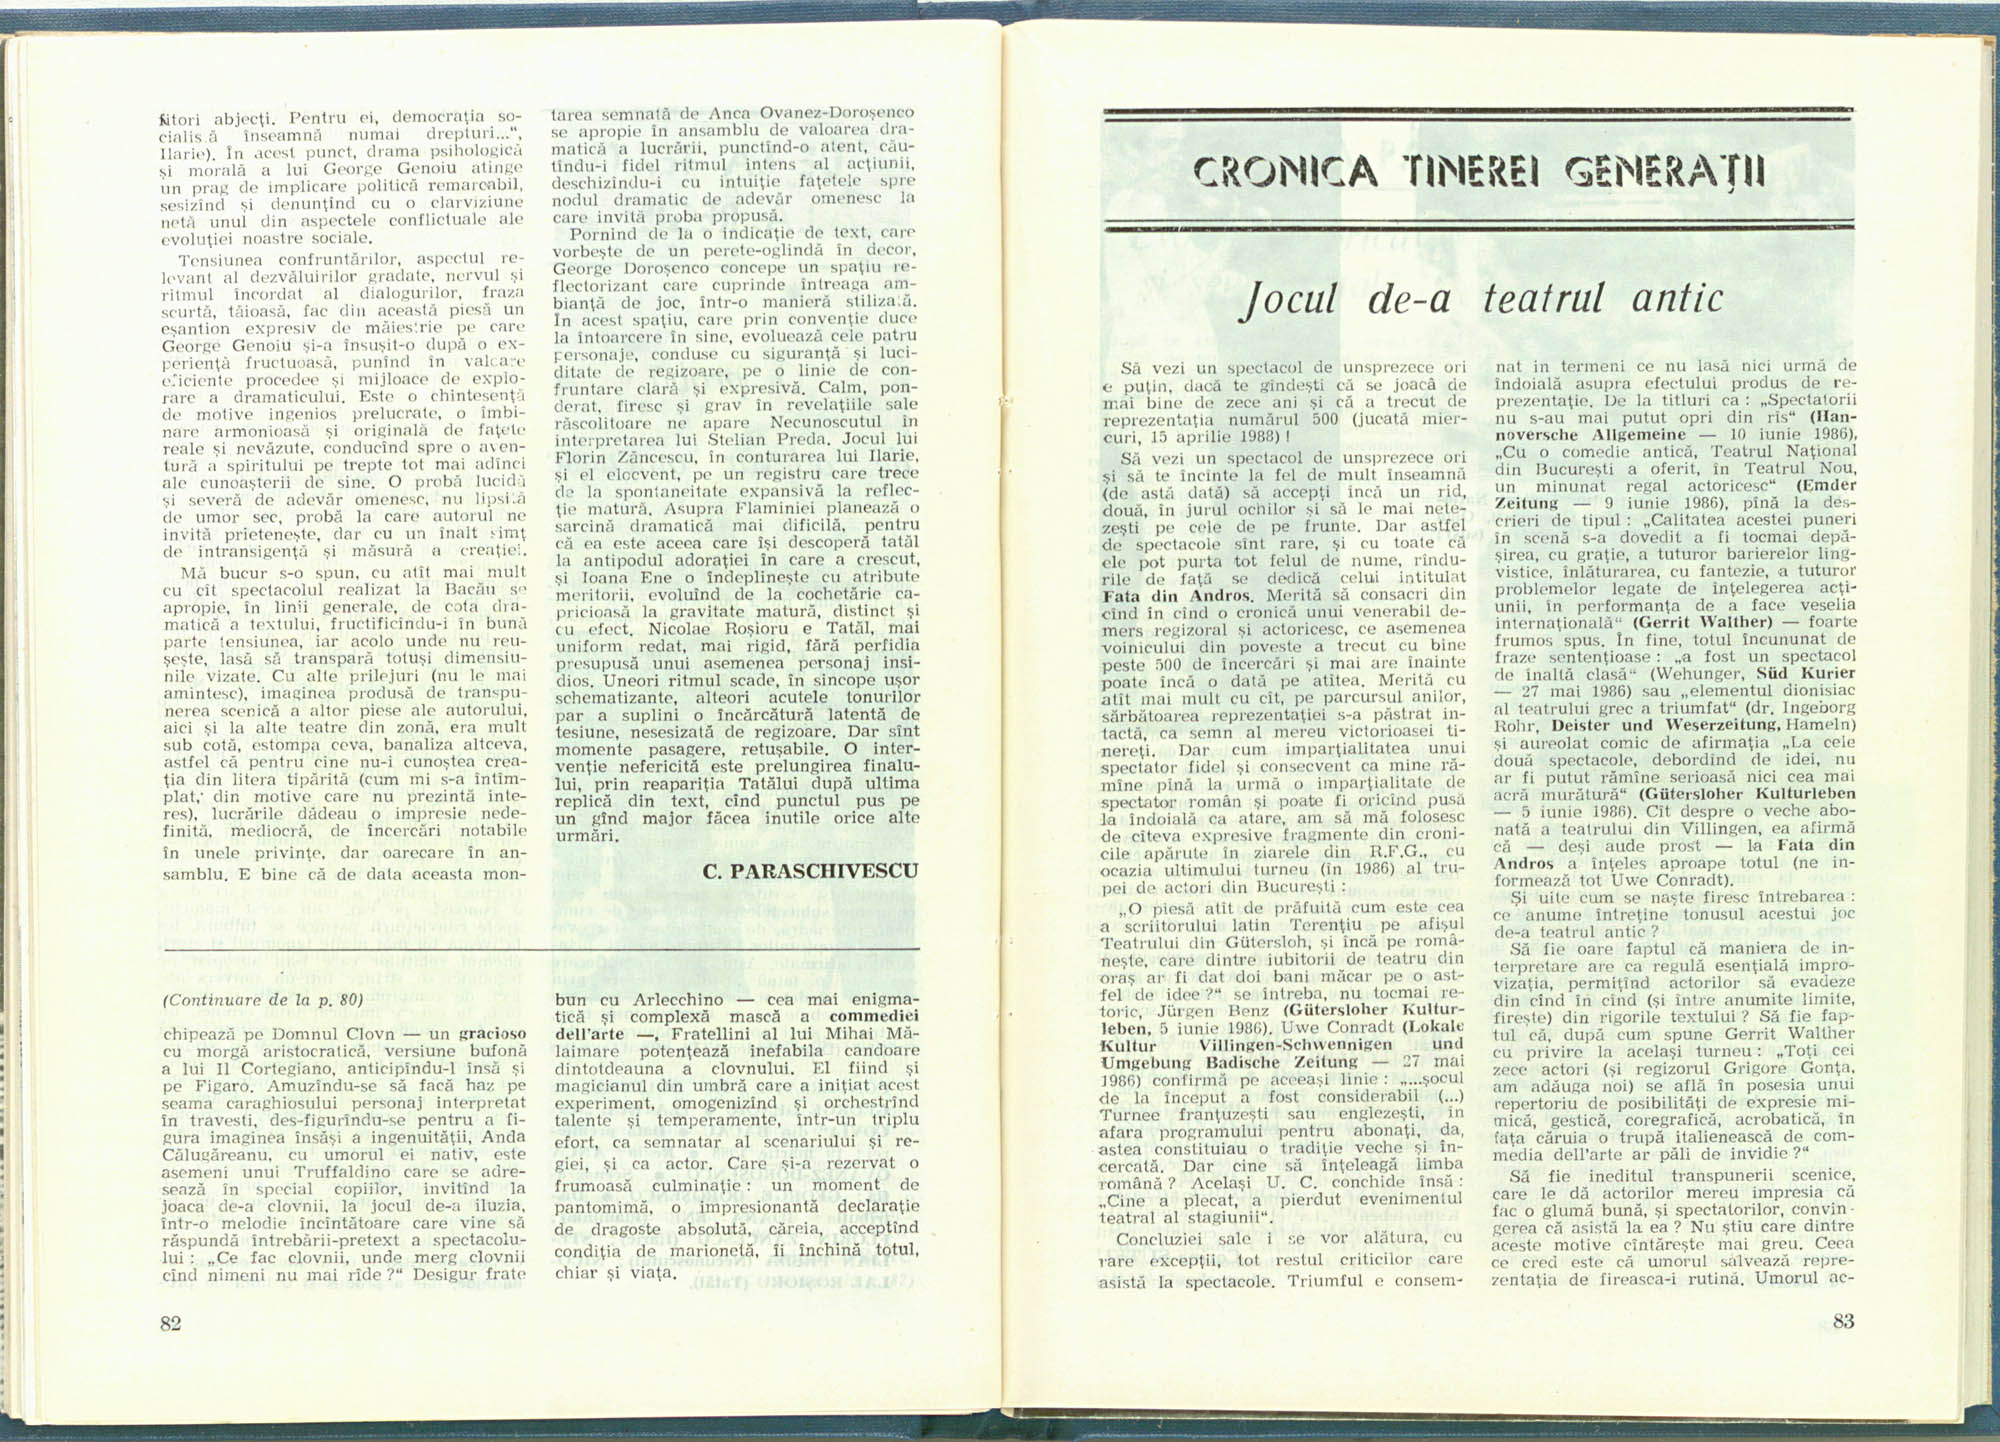 sitori abjecți. Pentru ei, democrația so-
cialis ă înseamnă numai drepturi...“,
Ilarie). În acest punct, drama psihologică
și morală a lui George Genoiu atinge
un prag de implicare politică remarcabil,
sesizînd și denunțînd cu o clarviziune
netă unul din aspectele conflictuale ale
evoluției noastre sociale.
Tensiunea confruntărilor, aspectul re-
levant al dezvăluirilor gradate, nervul și
ritmul încordat al dialogurilor, fraza
scurtă, tăioasă, fac din această piesă un
eșantion expresiv de măiestrie pe care
George Genoiu și-a însușit-o după o ex-
periență fructuoasă, punînd în valoare
eficiente procedee și mijloace de explo-
rare a dramaticului. Este o chintesență
de motive ingenios prelucrate, o îmbi-
nare armonioasă și originală de fațete
reale și nevăzute, conducînd spre o aven-
tură a spiritului pe trepte tot mai adînci
ale cunoașterii de sine. O probă lucidă
și severă de adevăr omenesc, nu lipsită
de umor sec, probă la care autorul ne
invită prietenește, dar cu un înalt simț
de intransigență și măsură a creației.
Mă bucur s-o spun, cu atît mai mult
cu cît spectacolul realizat la Bacău se
apropie, în linii generale, de cota dra-
matică a textului, fructificîndu-i în bună
parte tensiunea, iar acolo unde nu reu-
șește, lasă să transpară totuși dimensiu-
nile vizate. Cu alte prilejuri (nu le mai
amintesc), imaginea produsă de transpu-
nerea scenică a altor piese ale autorului,
aici și la alte teatre din zonă, era mult
sub cotă, estompa ceva, banaliza altceva,
astfel că pentru cine nu-i cunoștea crea-
ția din litera tipărită (cum mi s-a întîm-
plat, din motive care nu prezintă inte-
res), lucrările dădeau o impresie nede-
finită, mediocră, de încercări notabile
în unele privințe, dar oarecare în an-
samblu. E bine că de data aceasta mon-
tarea semnată de Anca Ovanez-Doroșenco
se apropie în ansamblu de valoarea dra-
matică a lucrării, punctînd-o atent, cău-
tîndu-i fidel ritmul intens al acțiunii,
deschizîndu-i cu intuiție fațetele spre
nodul dramatic de adevăr omenesc la
care invită proba propusă.
Pornind de la o indicație de text, care
vorbește de un perete-oglindă în decor,
George Doroșenco concepe un spațiu re-
flectorizant care cuprinde întreaga am-
bianță de joc, într-o manieră stilizată.
În acest spațiu, care prin convenție duce
la întoarcere în sine, evoluează cele patru
personaje, conduse cu siguranță și luci-
ditate de regizoare, pe o linie de con-
fruntare clară și expresivă. Calm, pon-
derat, firesc și grav în revelațiile sale
răscolitoare ne apare Necunoscutul în
interpretarea lui Stelian Preda. Jocul lui
Florin Zăncescu, în conturarea lui Ilarie,
și el elocvent, pe un registru care trece
de la spontaneitate expansivă la reflec-
ție matură. Asupra Flaminiei planează o
sarcină dramatică mai dificilă, pentru
că ea este aceea care își descoperă tatăl
la antipodul adorației în care a crescut,
și Ioana Ene o îndeplinește cu atribute
meritorii, evoluînd de la cochetărie ca-
pricioasă la gravitate matură, distinct și
cu efect. Nicolae Roșioru e Tatăl, mai
uniform redat, mai rigid, fără perfidia
presupusă unui asemenea personaj insi-
dios. Uneori ritmul scade, în sincope ușor
schematizante, alteori acutele tonurilor
par a suplini o încărcătură latentă de
tesiune, nesesizată de regizoare. Dar sînt
momente pasagere, retușabile. O inter-
venție nefericită este prelungirea finalu-
lui, prin reapariția Tatălui după ultima
replică din text, cînd punctul pus pe
un gînd major făcea inutile orice alte
urmări.
C. PARASCHIVESCU
(Continuare de la p. 80)
chipează pe Domnul Clovn — un gracioso
cu morgă aristocratică, versiune bufonă
a lui Il Cortegiano, anticipîndu-l însă și
pe Figaro. Amuzîndu-se să facă haz pe
seama caraghiosului personaj interpretat
în travesti, des-figurîndu-se pentru a fi-
gura imaginea însăși a ingenuității, Anda
Călugăreanu, cu umorul ei nativ, este
asemeni unui Truffaldino care se adre-
sează în special copiilor, invitînd la
joaca de-a clovnii, la jocul de-a iluzia,
într-o melodie încîntătoare care vine să
răspundă întrebării-pretext a spectacolu-
lui : „Ce fac clovnii, unde merg clovnii
cînd nimeni nu mai rîde ?“ Desigur frate
bun cu Arlecchino — cea mai enigma-
tică și complexă mască a commediei
dell'arte —, Fratellini al lui Mihai Mă-
laimare potențează inefabila candoare
dintotdeauna a clovnului. El fiind și
magicianul din umbră care a inițiat acest
experiment, omogenizînd și orchestrînd
talente și temperamente, într-un triplu
efort, ca semnatar al scenariului și re-
giei, și ca actor. Care și-a rezervat o
frumoasă culminație : un moment de
pantomimă, o impresionantă declarație
de dragoste absolută, căreia, acceptînd
condiția de marionetă, îi închină totul,
chiar și viața.
82
CRONICA TINEREI GENERAȚII
Jocul de-a teatrul antic
Să vezi un spectacol de unsprezece ori
e puțin, dacă te gîndești că se joacă de
mai bine de zece ani și că a trecut de
reprezentația numărul 500 (jucată mier-
curi, 15 aprilie 1988) !
Să vezi un spectacol de unsprezece ori
și să te încînte la fel de mult înseamnă
(de astă dată) să accepți încă un rid,
două, în jurul ochilor și să le mai nete-
zești pe cele de pe frunte. Dar astfel
de spectacole sînt rare, și cu toate că
ele pot purta tot felul de nume, rîndu-
rile de față se dedică celui intitulat
Fata din Andros. Merită să consacri din
cînd în cînd o cronică unui venerabil de-
mers regizoral și actoricesc, ce asemenea
voinicului din poveste a trecut cu bine
peste 500 de încercări și mai are înainte
poate încă o dată pe atîtea. Merită cu
atît mai mult cu cît, pe parcursul anilor,
sărbătoarea reprezentației s-a păstrat in-
tactă, ca semn al mereu victorioasei ti-
nereți. Dar cum imparțialitatea unui
spectator fidel și consecvent ca mine ră-
mîne pînă la urmă o imparțialitate de
spectator român și poate fi oricînd pusă
la îndoială ca atare, am să mă folosesc
de cîteva expresive fragmente din croni-
cile apărute în ziarele din R.F.G., cu
ocazia ultimului turneu (în 1986) al tru-
pei de actori din București :
„O piesă atît de prăfuită cum este cea
a scriitorului latin Terențiu pe afișul
Teatrului din Gütersloh, și încă pe româ-
nește, care dintre iubitorii de teatru din
oraș ar fi dat doi bani măcar pe o ast-
fel de idee ?“ se întreba, nu tocmai re-
toric, Jürgen Benz (Gütersloher Kultur-
leben, 5 iunie 1986). Uwe Conradt (Lokale
Kultur Villingen-Schwennigen und
Umgebung Badische Zeitung — 27 mai
1986) confirmă pe aceeași linie : „...șocul
de la început a fost considerabil (...)
Turnee franțuzești sau englezești, în
afara programului pentru abonați, da,
astea constituiau o tradiție veche și în-
cercată. Dar cine să înțeleagă limba
română ? Același U. C. conchide însă :
„Cine a plecat, a pierdut evenimentul
teatral al stagiunii“.
Concluziei sale i se vor alătura, cu
rare excepții, tot restul criticilor care
asistă la spectacole. Triumful e consem-
nat in termeni ce nu lasă nici urmă de
îndoială asupra efectului produs de re-
prezentație. De la titluri ca : „Spectatorii
nu s-au mai putut opri din rîs“ (Han-
noversche Allgemeine — 10 iunie 1986),
„Cu o comedie antică, Teatrul Național
din București a oferit, în Teatrul Nou,
un minunat regal actoricesc“ (Emder
Zeitung — 9 iunie 1986), pînă la des-
crieri de tipul : „Calitatea acestei puneri
în scenă s-a dovedit a fi tocmai depă-
șirea, cu grație, a tuturor barierelor ling-
vistice, înlăturarea, cu fantezie, a tuturor
problemelor legate de înțelegerea acți-
unii, în performanța de a face veselia
internațională“ (Gerrit Walther) — foarte
frumos spus. În fine, totul încununat de
fraze sentențioase : „a fost un spectacol
de înaltă clasă“ (Wehunger, Süd Kurier
— 27 mai 1986) sau „elementul dionisiac
al teatrului grec a triumfat“ (dr. Ingeborg
Rohr, Deister und Weserzeitung, Hameln)
și aureolat comic de afirmația „La cele
două spectacole, debordînd de idei, nu
ar fi putut rămîne serioasă nici cea mai
acră murătură“ (Gütersloher Kulturleben
— 5 iunie 1986). Cît despre o veche abo-
nată a teatrului din Villingen, ea afirmă
că — deși aude prost — la Fata din
Andros a înțeles aproape totul (ne in-
formează tot Uwe Conradt).
Și uite cum se naște firesc întrebarea :
ce anume întreține tonusul acestui joc
de-a teatrul antic ?
Să fie oare faptul că maniera de in-
terpretare are ca regulă esențială impro-
vizația, permițînd actorilor să evadeze
din cînd în cînd (și între anumite limite,
firește) din rigorile textului ? Să fie fap-
tul că, după cum spune Gerrit Walther
cu privire la același turneu : „Toți cei
zece actori (și regizorul Grigore Gonța,
am adăuga noi) se află în posesia unui
repertoriu de posibilități de expresie mi-
mică, gestică, coregrafică, acrobatică, în
fața căruia o trupă italienească de com-
media dell'arte ar păli de invidie ?“
Să fie ineditul transpunerii scenice,
care le dă actorilor mereu impresia că
fac o glumă bună, și spectatorilor, convin-
gerea că asistă la ea ? Nu știu care dintre
aceste motive cîntărește mai greu. Ceea
ce cred este că umorul salvează repre-
zentația de fireasca-i rutină. Umorul ac-
83